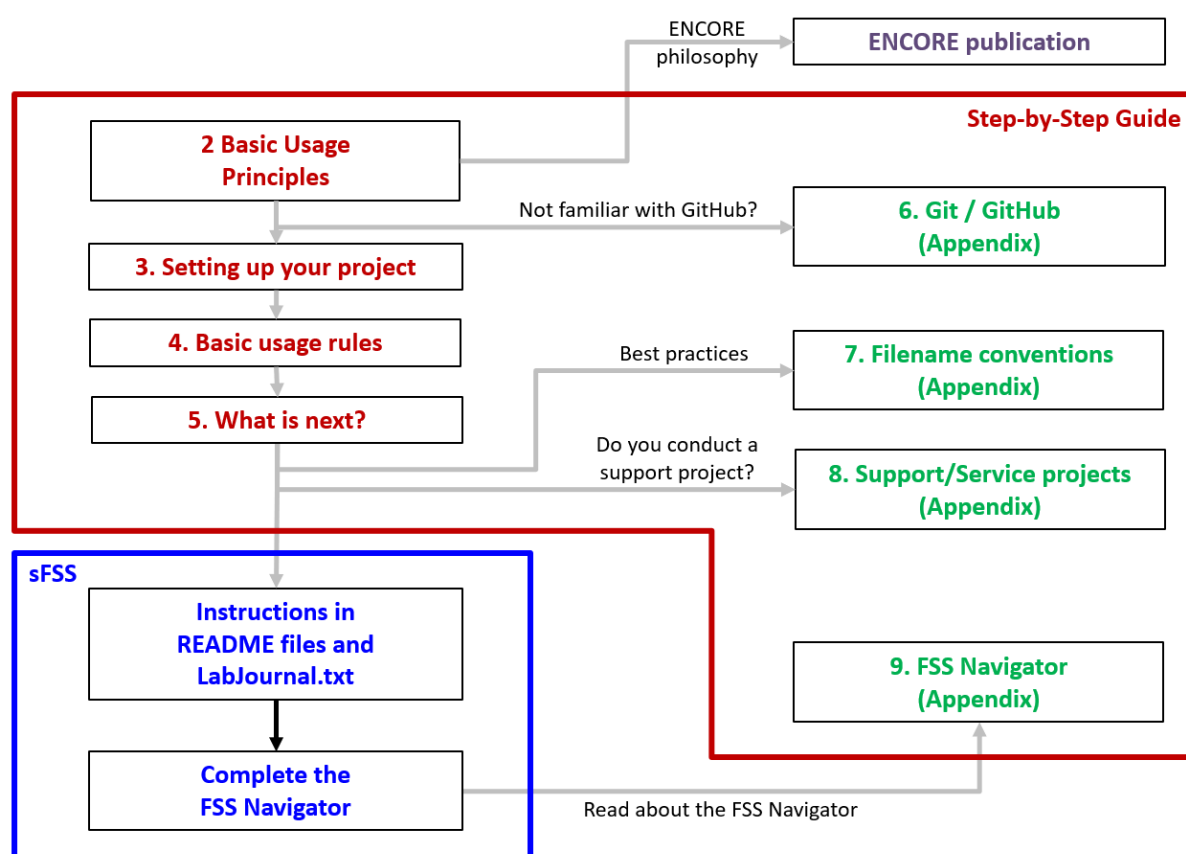 ENCORE
philosophy
ENCORE publication
Step-by-Step Guide
2 Basic Usage
Principles
Not familiar with GitHub?
6. Git / GitHub
(Appendix)
3. Setting up your project
4. Basic usage rules
Best practices
7. Filename conventions
(Appendix)
5. What is next?
Do you conduct a
support project?
8. Support/Service projects
(Appendix)
sFSS
Instructions in
README files and
LabJournal.txt
9. FSS Navigator
(Appendix)
Complete the
FSS Navigator
Read about the FSS Navigator